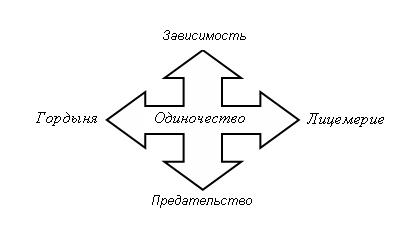 Зависимость
Гордыня Одиночество Лицемерие
Предательство